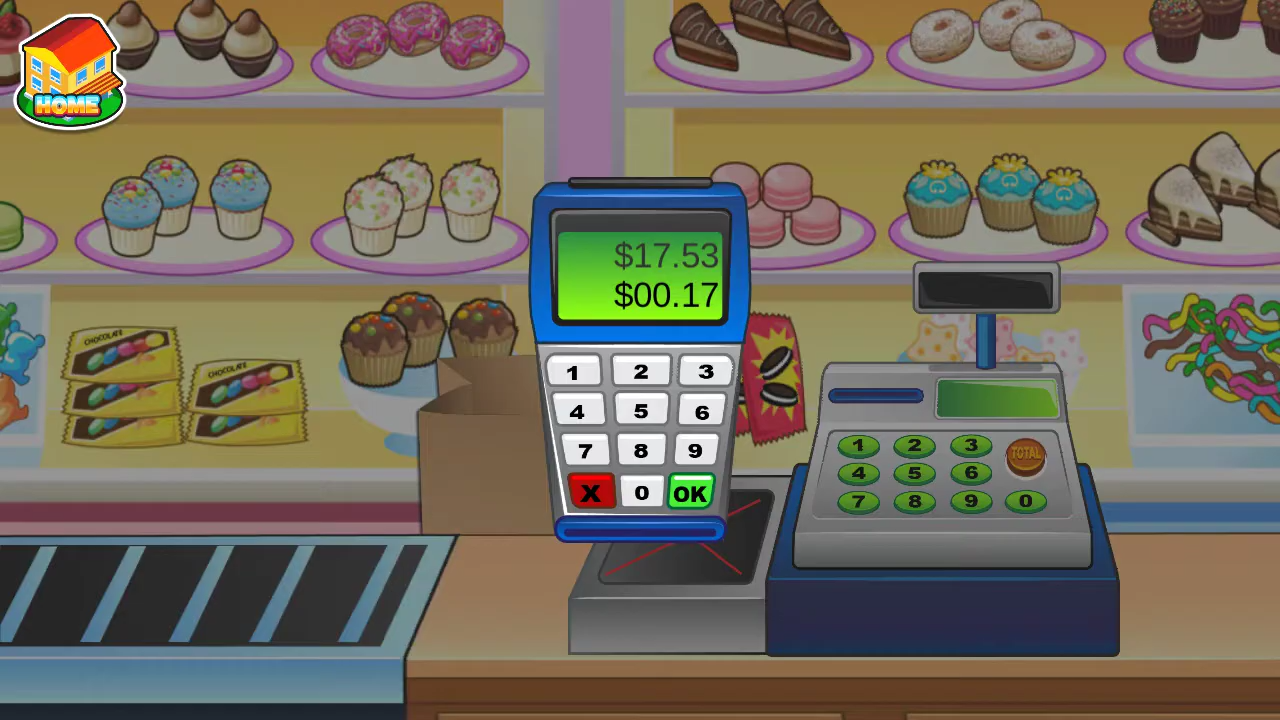 HOME
$17.53
$00.17
1 2 3
4 5 6
7 8 9
X 0 OK
CHOCOLATE
CHOCOLATE
1 2 3 TOTAL
4 5 6
7 8 9 0